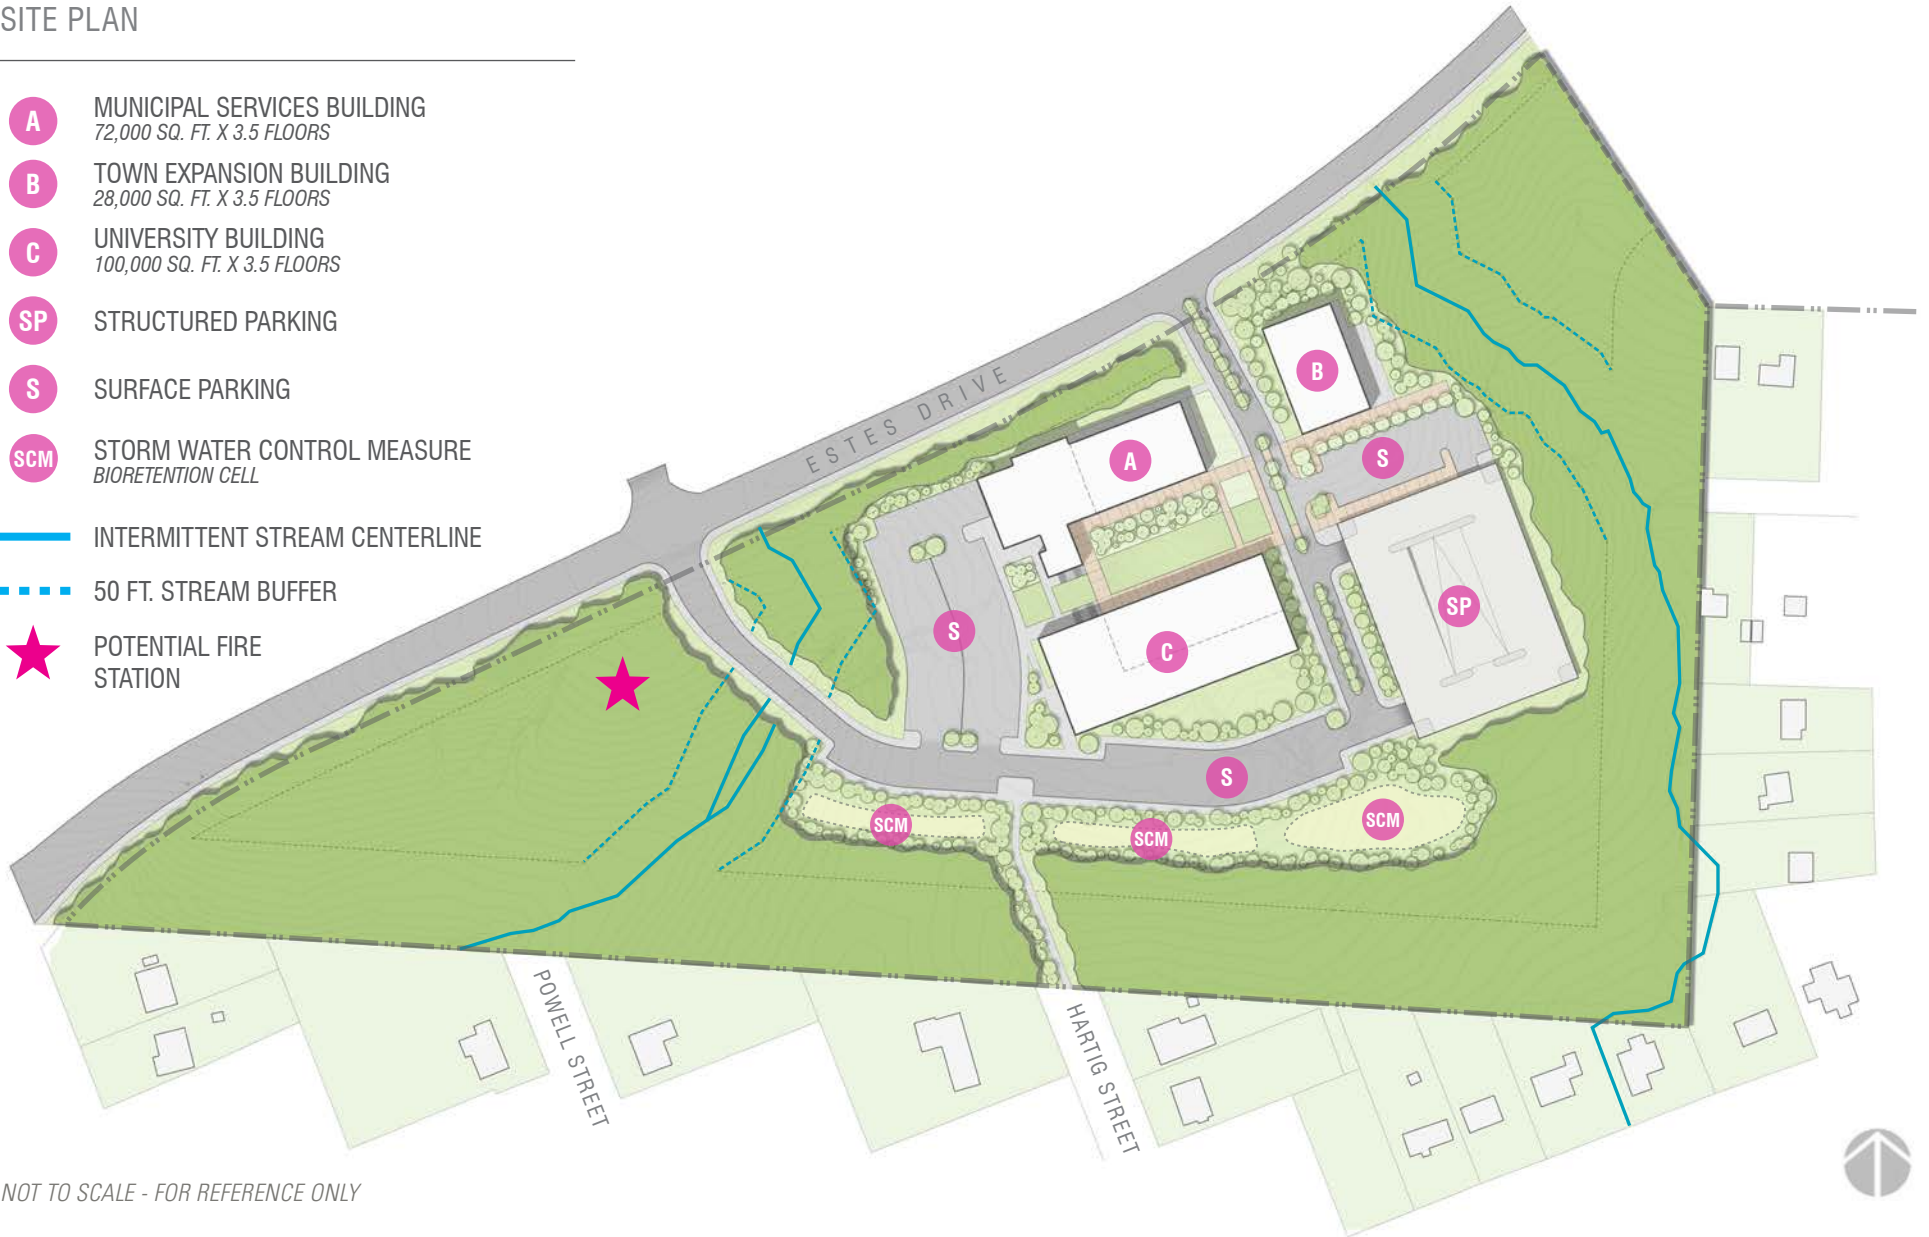 SITE PLAN
A
MUNICIPAL SERVICES BUILDING
72,000 SQ. FT. X 3.5 FLOORS
B
TOWN EXPANSION BUILDING
28,000 SQ. FT. X 3.5 FLOORS
C
UNIVERSITY BUILDING
100,000 SQ. FT. X 3.5 FLOORS
SP
STRUCTURED PARKING
S
SURFACE PARKING
SCM
STORM WATER CONTROL MEASURE
BIORETENTION CELL
INTERMITTENT STREAM CENTERLINE
50 FT. STREAM BUFFER
POTENTIAL FIRE
STATION
ESTES DRIVE
B
A
S
SP
S
C
S
SCM
SCM
SCM
POWELL STREET
HARTIG STREET
NOT TO SCALE - FOR REFERENCE ONLY